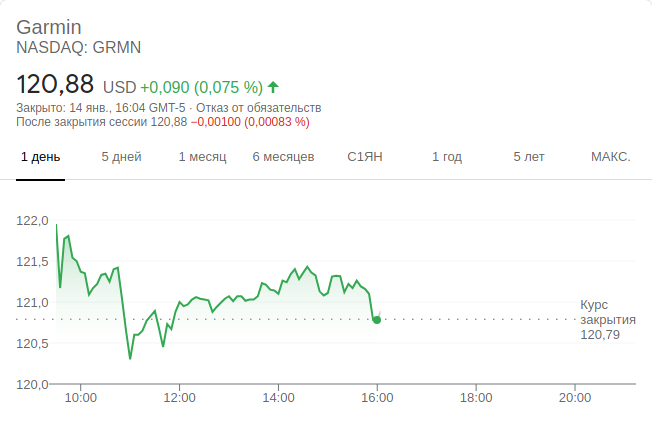 Garmin
NASDAQ: GRMN
120,88 USD +0,090 (0,075 %)
Закрыто: 14 янв., 16:04 GMT-5 · Отказ от обязательств
После закрытия сессии 120,88 −0,00100 (0,00083 %)
1 день 5 дней 1 месяц 6 месяцев С1ЯН 1 год 5 лет МАКС.
122,0
121,5
121,0
120,5
120,0
Курс
закрытия
120,79
10:00 12:00 14:00 16:00 18:00 20:00